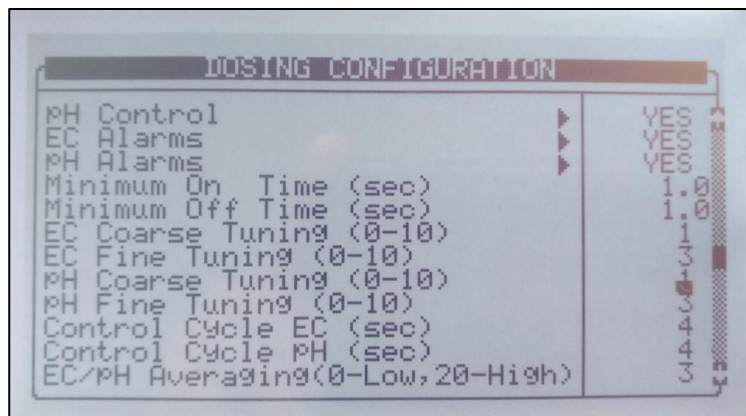 DOSING CONFIGURATION
pH Control YES
EC Alarms YES
pH Alarms YES
Minimum On Time (sec) 1.0
Minimum Off Time (sec) 1.0
EC Coarse Tuning (0-10) 1
EC Fine Tuning (0-10) 3
pH Coarse Tuning (0-10) 1
pH Fine Tuning (0-10) 3
Control Cycle EC (sec) 4
Control Cycle pH (sec) 4
EC/pH Averaging(0-Low,20-High) 3